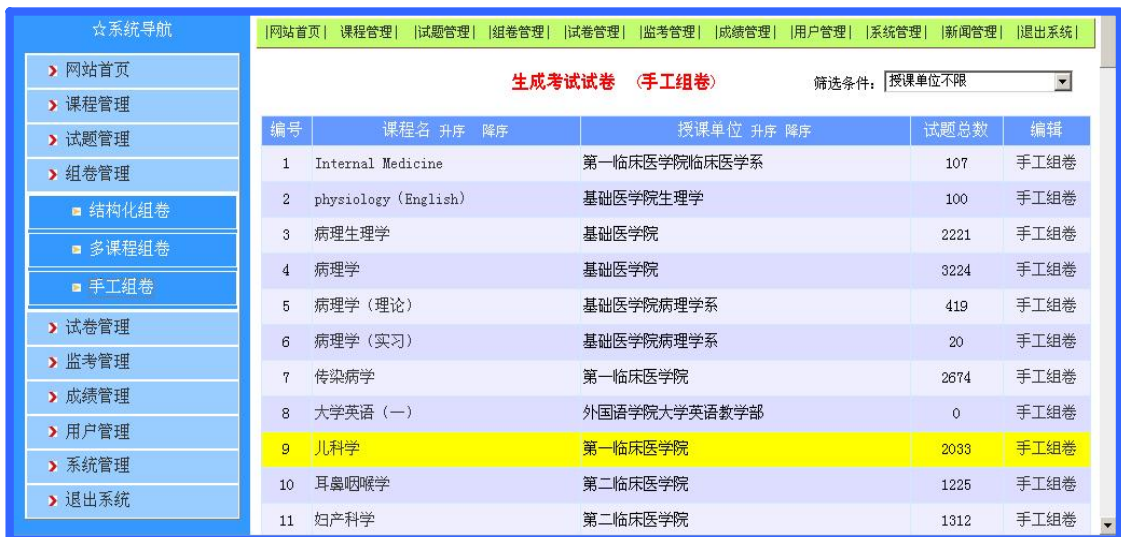 ☆系统导航
网站首页
课程管理
试题管理
组卷管理
结构化组卷
多课程组卷
手工组卷
试卷管理
监考管理
成绩管理
用户管理
系统管理
退出系统
|网站首页| 课程管理| |试题管理| |组卷管理| |试卷管理| |监考管理| |成绩管理| |用户管理| |系统管理| |新闻管理| |退出系统|
生成考试试卷 (手工组卷) 筛选条件: 授课单位不限
编号 课程名 升序 降序 授课单位 升序 降序 试题总数 编辑
1 Internal Medicine 第一临床医学院临床医学系 107 手工组卷
2 physiology (English) 基础医学院生理学 100 手工组卷
3 病理生理学 基础医学院 2221 手工组卷
4 病理学 基础医学院 3224 手工组卷
5 病理学（理论） 基础医学院病理学系 419 手工组卷
6 病理学（实习） 基础医学院病理学系 20 手工组卷
7 传染病学 第一临床医学院 2674 手工组卷
8 大学英语（一） 外国语学院大学英语教学部 0 手工组卷
9 儿科学 第一临床医学院 2033 手工组卷
10 耳鼻咽喉学 第二临床医学院 1225 手工组卷
11 妇产科学 第二临床医学院 1312 手工组卷